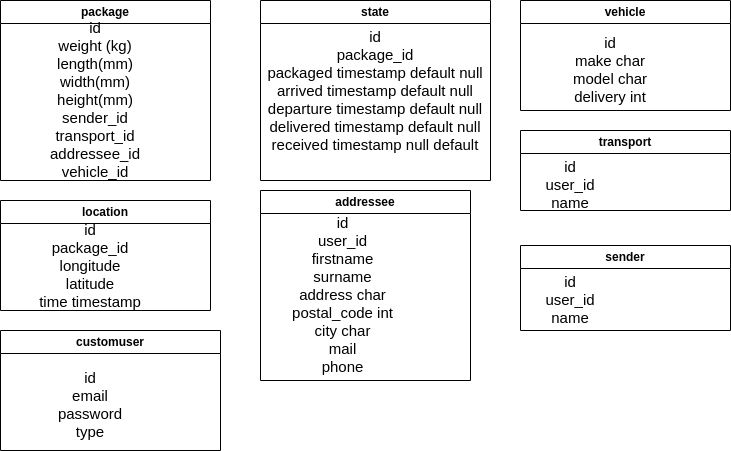 package
id
weight (kg)
length(mm)
width(mm)
height(mm)
sender_id
transport_id
addressee_id
vehicle_id
location
id
package_id
longitude
latitude
time timestamp
customuser
id
email
password
type
state
id
package_id
packaged timestamp default null
arrived timestamp default null
departure timestamp default null
delivered timestamp default null
received timestamp null default
addressee
id
user_id
firstname
surname
address char
postal_code int
city char
mail
phone
vehicle
id
make char
model char
delivery int
transport
id
user_id
name
sender
id
user_id
name